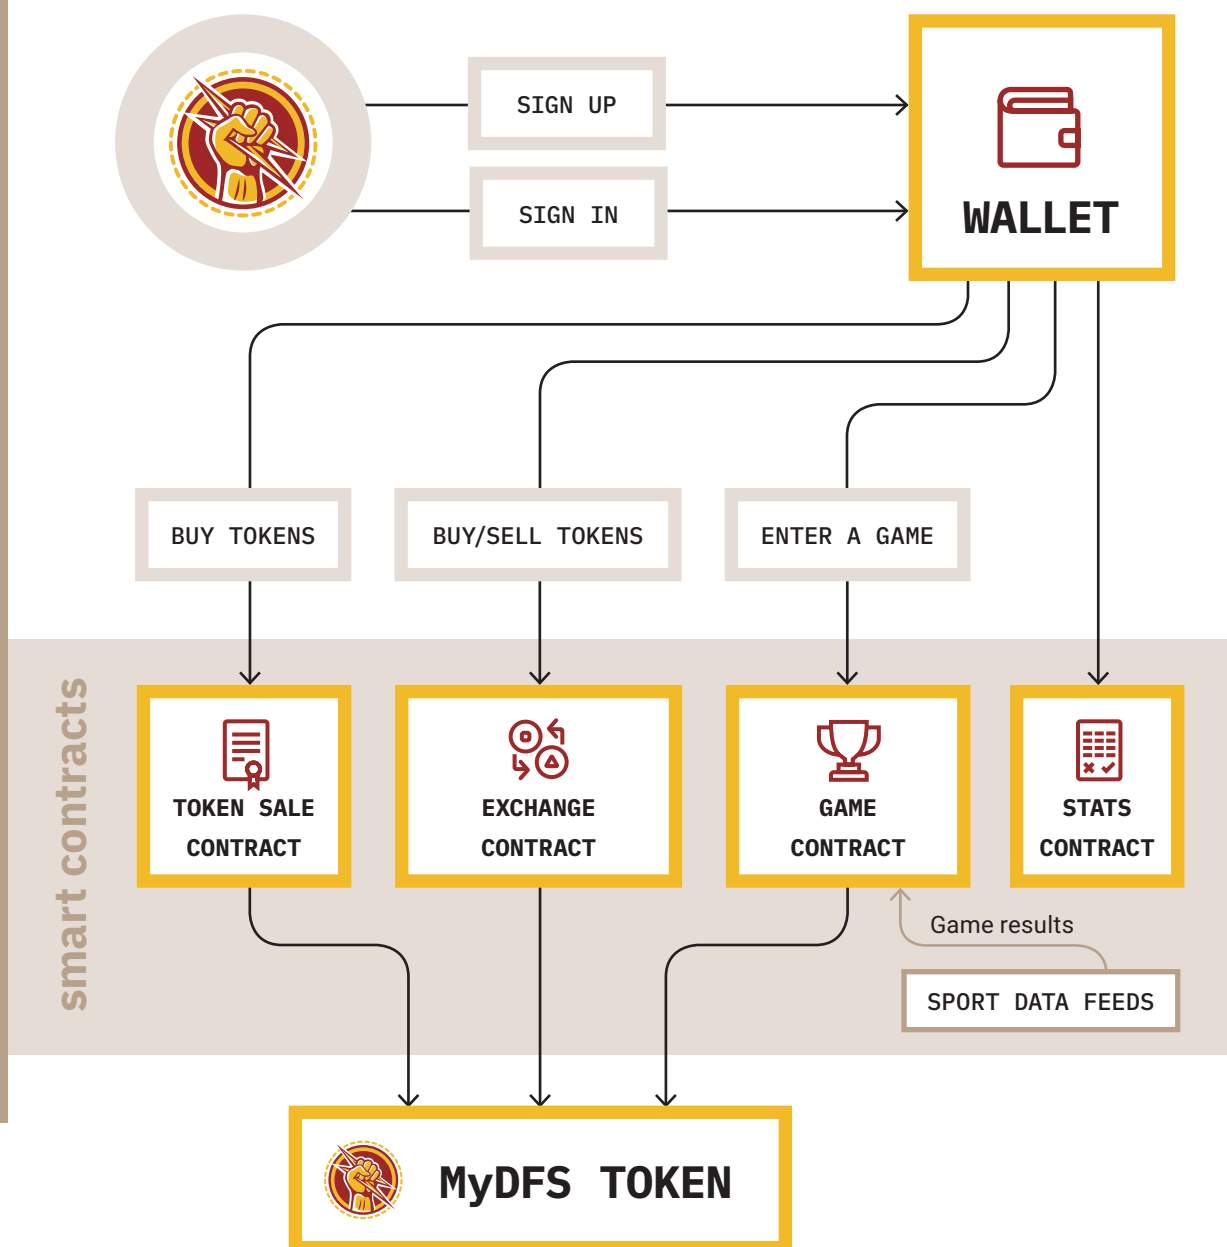 SIGN UP
SIGN IN
WALLET
BUY TOKENS
BUY/SELL TOKENS
ENTER A GAME
smart contracts
TOKEN SALE
CONTRACT
EXCHANGE
CONTRACT
GAME
CONTRACT
STATS
CONTRACT
Game results
SPORT DATA FEEDS
MyDFS TOKEN